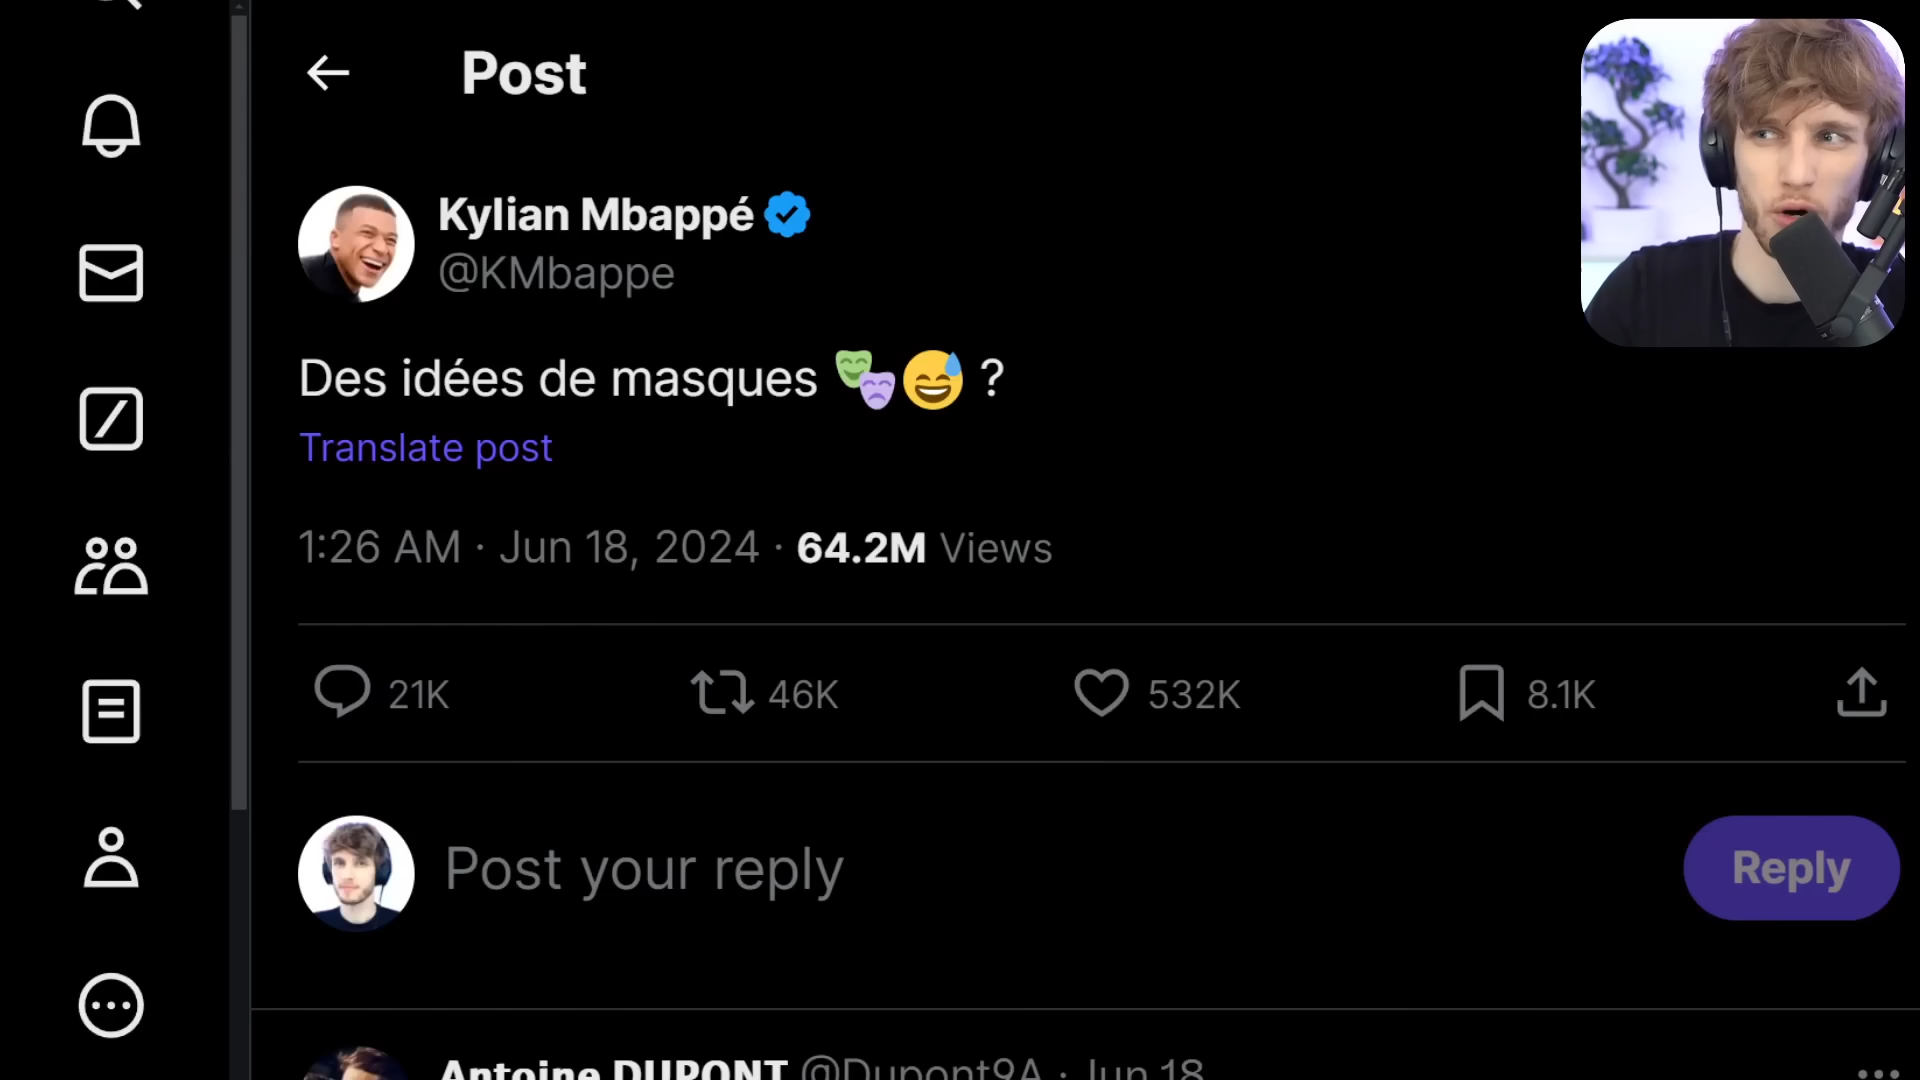 Post
Kylian Mbappé
@KMbappe
Des idées de masques 🎭😅 ?
Translate post
1:26 AM · Jun 18, 2024 · 64.2M Views
21K 46K 532K 8.1K
Post your reply
Reply
Antoine DUPONT @Dupont9A · Jun 18